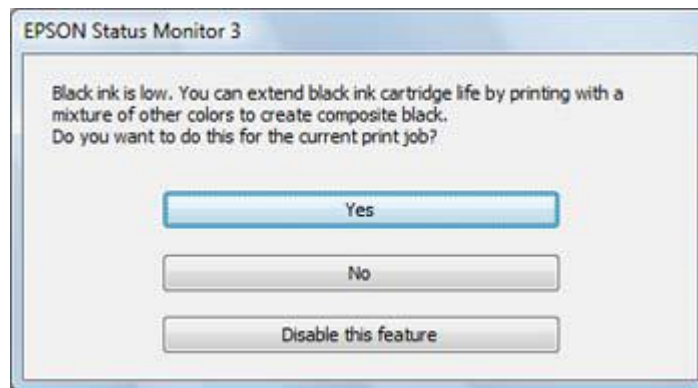 EPSON Status Monitor 3
Black ink is low. You can extend black ink cartridge life by printing with a
mixture of other colors to create composite black.
Do you want to do this for the current print job?
Yes
No
Disable this feature